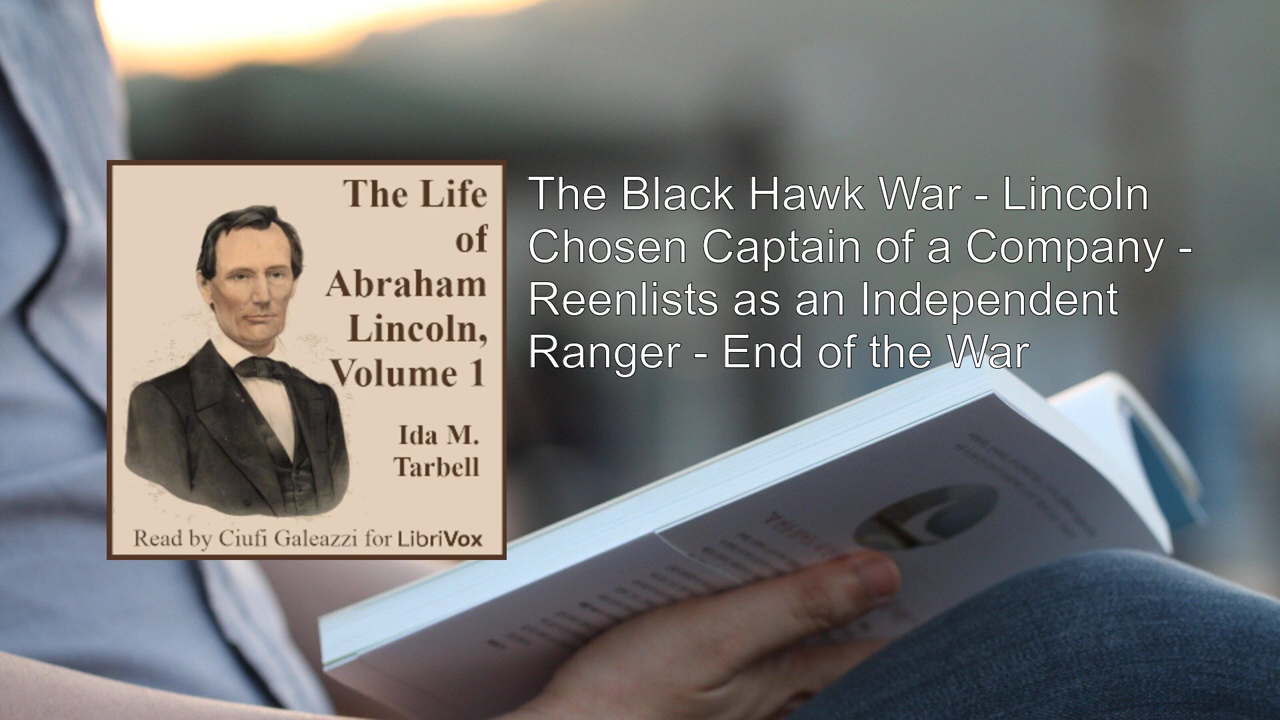 The Life
of
Abraham
Lincoln,
Volume 1
Ida M.
Tarbell
Read by Ciufi Galeazzi for LibriVox
The Black Hawk War - Lincoln
Chosen Captain of a Company -
Reenlists as an Independent
Ranger - End of the War